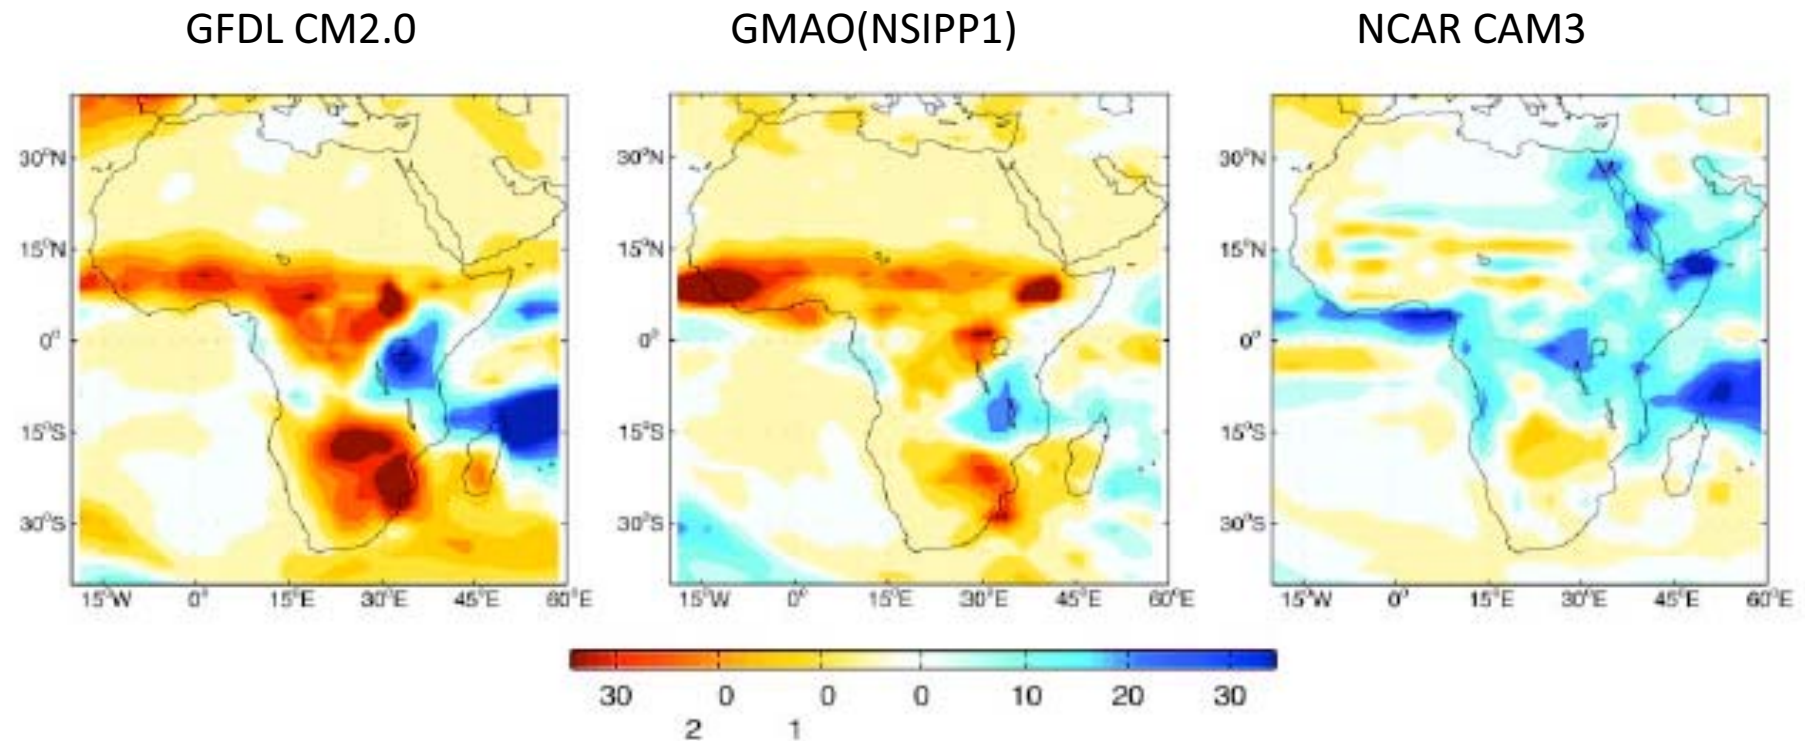 GFDL CM2.0 GMAO(NSIPP1) NCAR CAM3
30°N 30°N 30°N
15°N 15°N 15°N
0° 0° 0°
15°S 15°S 15°S
30°S 30°S 30°S
15°W 0° 15°E 30°E 45°E 60°E 15°W 0° 15°E 30°E 45°E 60°E 15°W 0° 15°E 30°E 45°E 60°E
30 0 0 0 10 20 30
2 1